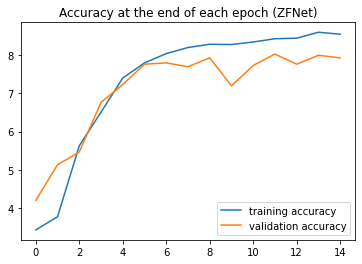 Accuracy at the end of each epoch (ZFNet)
8
7
6
5
4
training accuracy
validation accuracy
0 2 4 6 8 10 12 14